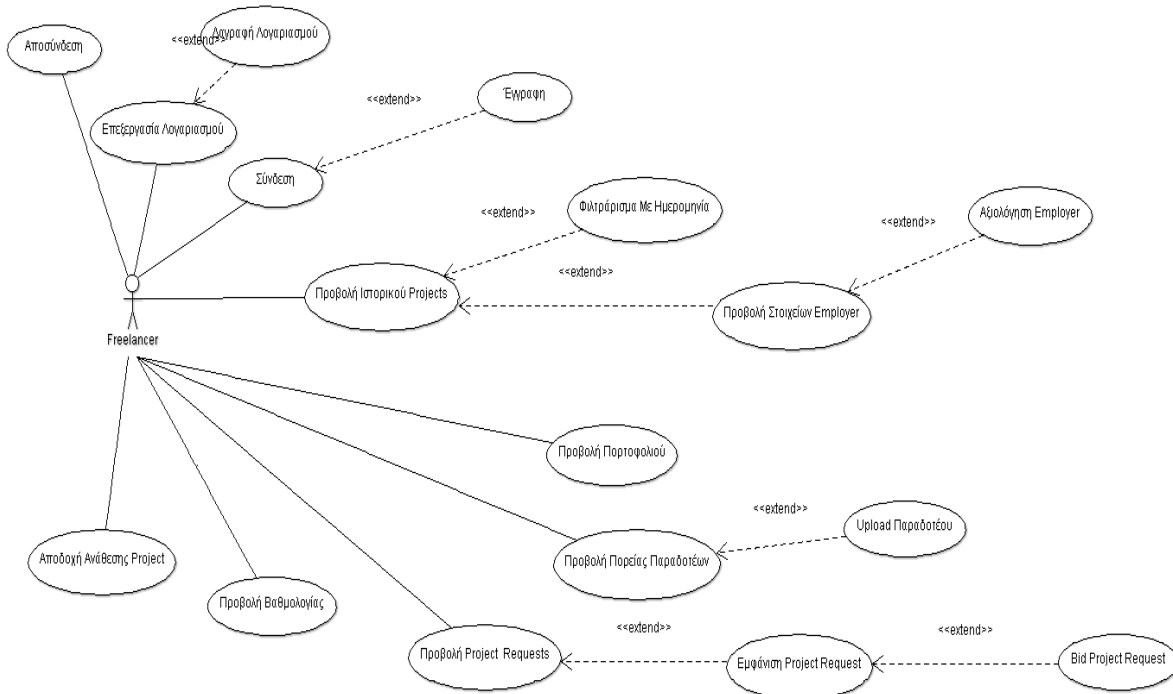 Διαγραφή Λογαριασμού
<<extend>>
Αποσύνδεση
Επεξεργασία Λογαριασμού
<<extend>>
Έγγραφη
Σύνδεση
<<extend>>
Φιλτράρισμα Με Ημερομηνία
<<extend>>
Αξιολόγηση Employer
<<extend>>
Προβολή Ιστορικού Projects
Προβολή Στοιχείων Employer
Freelancer
Προβολή Πορτοφολιού
<<extend>>
Upload Παραδοτέου
Αποδοχή Ανάθεσης Project
Προβολή Πορείας Παραδοτέων
Προβολή Βαθμολογίας
<<extend>>
<<extend>>
Προβολή Project Requests
Εμφάνιση Project Request
Bid Project Request